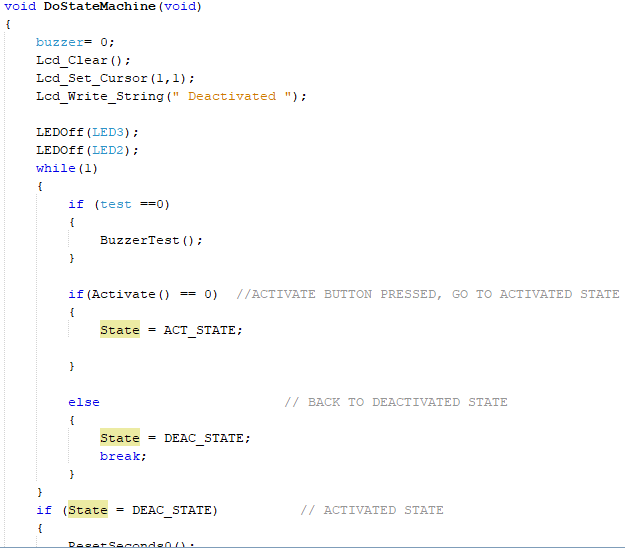 void DoStateMachine(void)
{
buzzer= 0;
Lcd_Clear();
Lcd_Set_Cursor(1,1);
Lcd_Write_String(" Deactivated ");
LEDOff(LED3);
LEDOff(LED2);
while(1)
{
if (test ==0)
{
BuzzerTest();
}
if(Activate() == 0) //ACTIVATE BUTTON PRESSED, GO TO ACTIVATED STATE
{
State = ACT_STATE;
}
else // BACK TO DEACTIVATED STATE
{
State = DEAC_STATE;
break;
}
}
if (State = DEAC_STATE) // ACTIVATED STATE
{